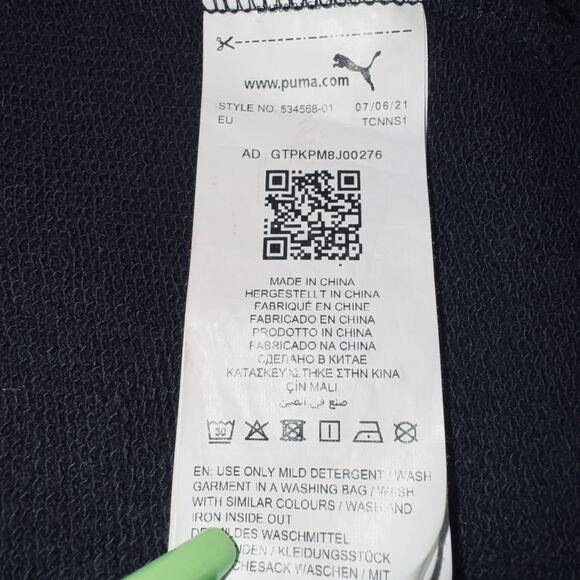 www.puma.com
STYLE NO. 534568-01 07/06/21
EU TCNNS1
AD GTPKPM8J00276
MADE IN CHINA
HERGESTELLT IN CHINA
FABRIQUÉ EN CHINE
FABRICADO EN CHINA
PRODOTTO IN CHINA
FABRICADO NA CHINA
СДЕЛАНО В КИТАЕ
ΚΑΤΑΣΚΕΥΑΣΤΗΚΕ ΣΤΗΝ ΚΙΝΑ
ÇİN MALI
صنع في الصين
30
EN: USE ONLY MILD DETERGENT / WASH
GARMENT IN A WASHING BAG / WASH
WITH SIMILAR COLOURS / WASH AND
IRON INSIDE OUT
WASCHMITTEL
/ KLEIDUNGSSTÜCK
WASCHEN / MIT